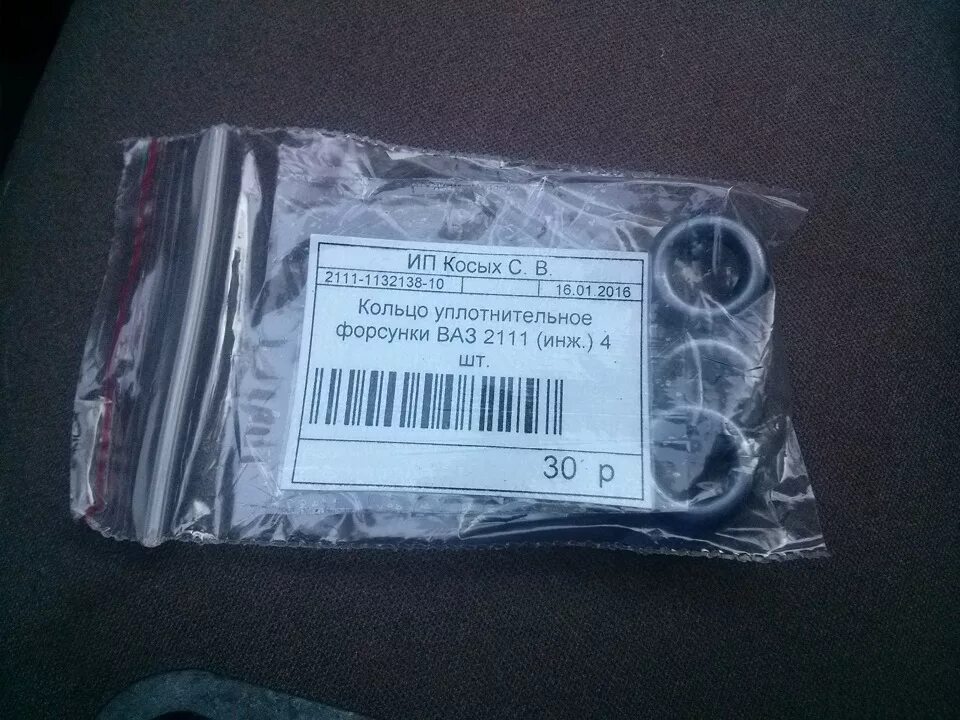 ИП Косых С. В.
2111-1132138-10 16.01.2016
Кольцо уплотнительное
форсунки ВАЗ 2111 (инж.) 4
шт.
30 р